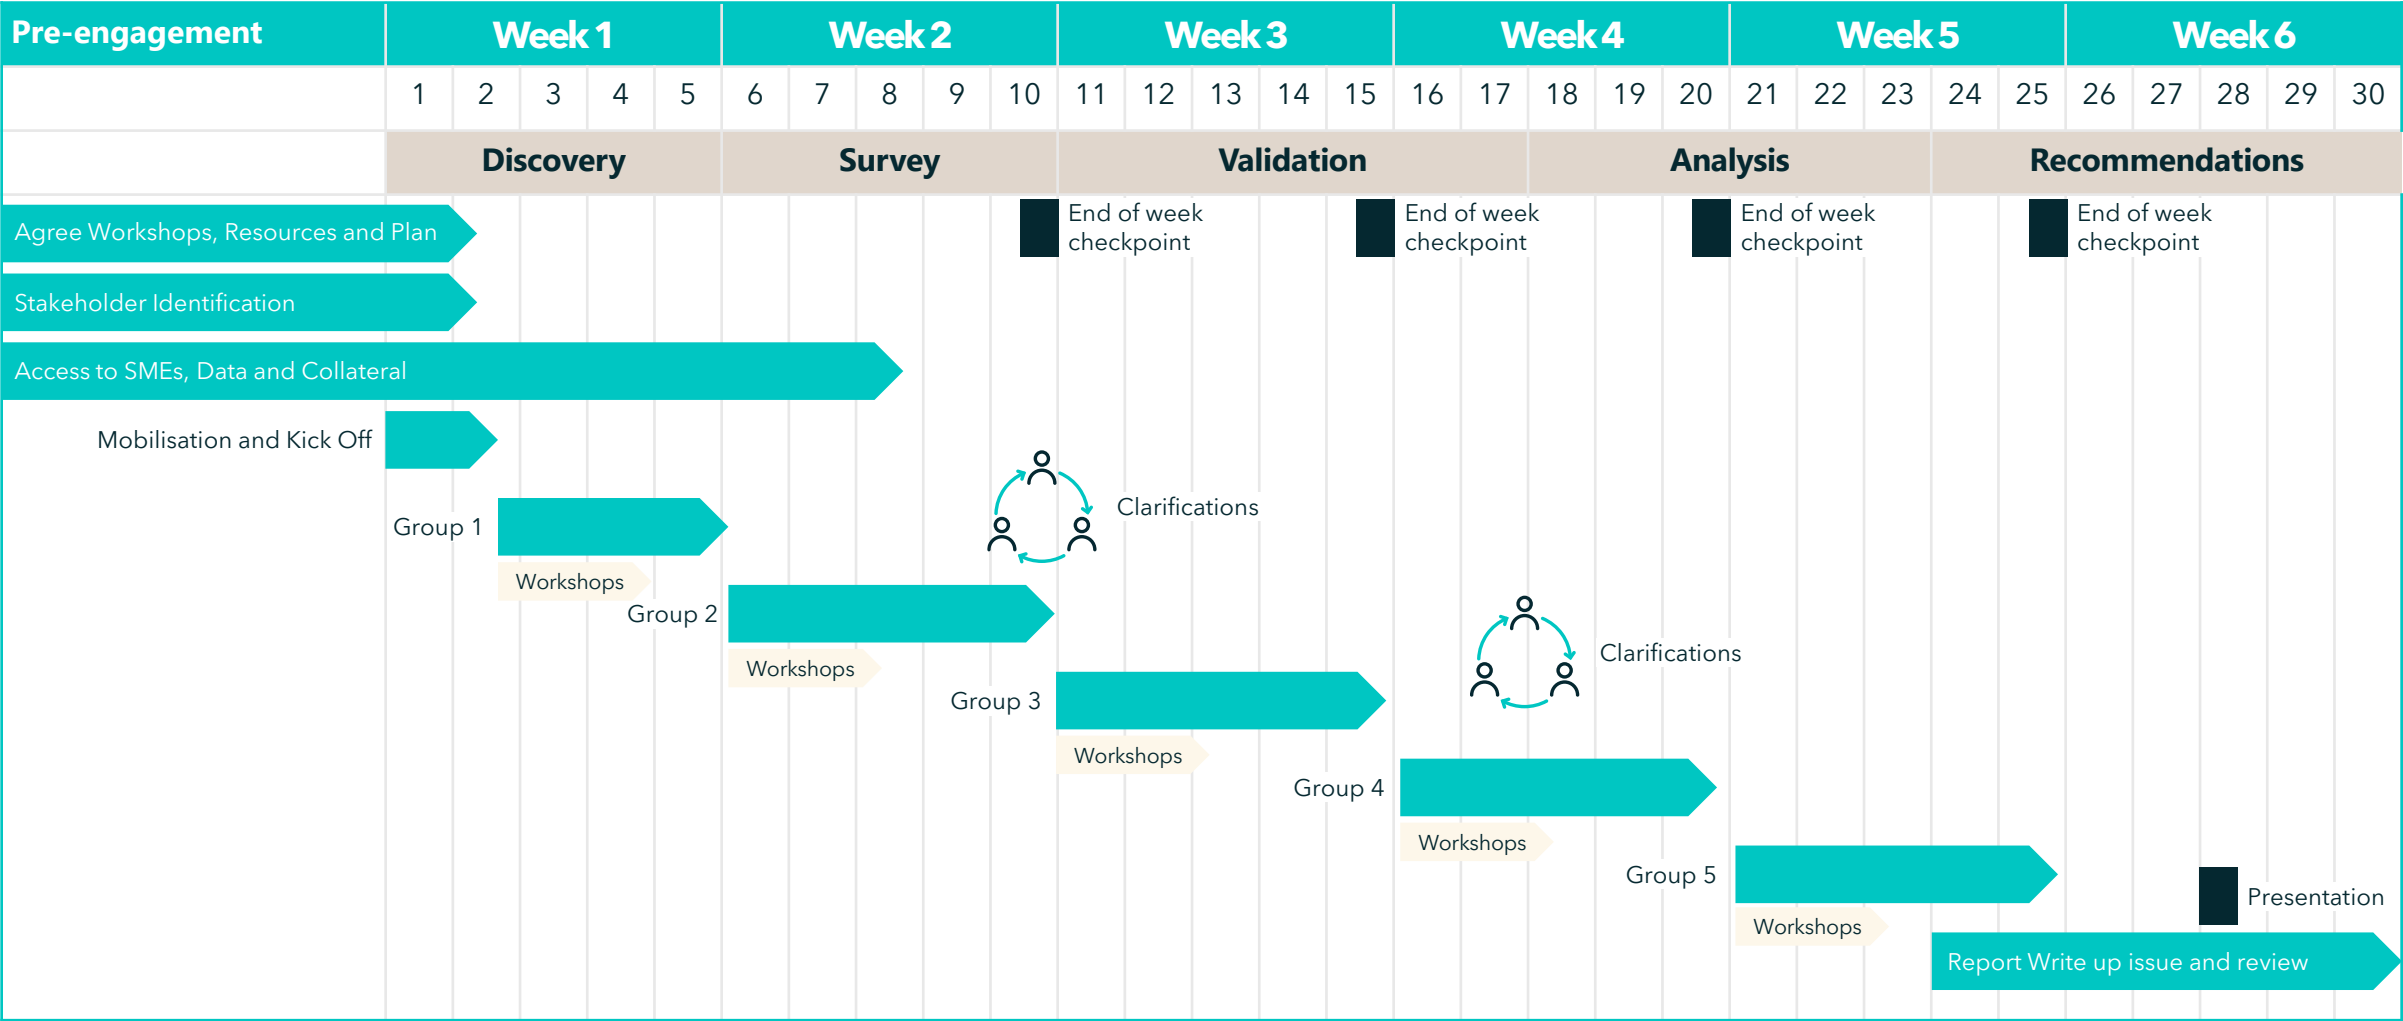 Pre-engagement Week 1 Week 2 Week 3 Week 4 Week 5 Week 6
1 2 3 4 5 6 7 8 9 10 11 12 13 14 15 16 17 18 19 20 21 22 23 24 25 26 27 28 29 30
Discovery Survey Validation Analysis Recommendations
Agree Workshops, Resources and Plan
End of week
checkpoint
End of week
checkpoint
End of week
checkpoint
End of week
checkpoint
Stakeholder Identification
Access to SMEs, Data and Collateral
Mobilisation and Kick Off
Clarifications
Group 1
Workshops
Group 2
Clarifications
Workshops
Group 3
Workshops
Group 4
Workshops
Group 5
Presentation
Workshops
Report Write up issue and review